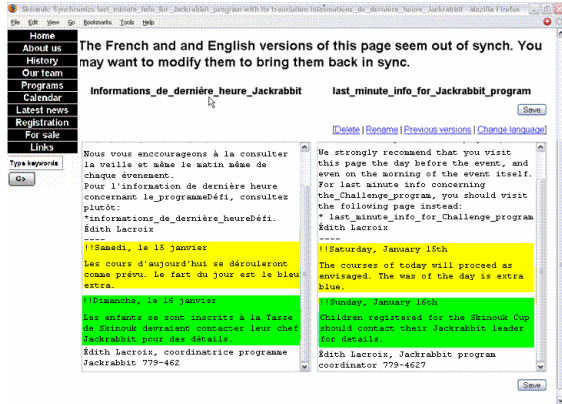 Skinouk: Synchronize last_minute_info_for_Jackrabbit_program with its translation Informations_de_dernière_heure_Jackrabbit - Mozilla Firefox
File Edit View Go Bookmarks Tools Help
Home
About us
History
Our team
Programs
Calendar
Latest news
Registration
For sale
Links
Type keywords
Go
The French and and English versions of this page seem out of synch. You
may want to modify them to bring them back in sync.
Informations_de_dernière_heure_Jackrabbit
last_minute_info_for_Jackrabbit_program
Save
[Delete | Rename | Previous versions | Change language]
Nous vous enccourageons à la consulter
la veille et même le matin même de
chaque évenement.
Pour l'information de dernière heure
concernant le_programmeDéfi, consultez
plutôt:
*informations_de_dernière_heureDéfi.
Édith Lacroix
----
!!Samedi, le 15 janvier
Les cours d'aujourd'hui se dérouleront
comme prévu. Le fart du jour est le bleu
extra.
!!Dimanche, le 16 janvier
Les enfants se sont inscrits à la Tasse
de Skinouk devraient contacter leur chef
Jackrabbit pour des détails.
Édith Lacroix, coordinatrice programme
Jackrabbit 779-462
We strongly recommend that you visit
this page the day before the event, and
even on the morning of the event itself.
For last minute info concerning
the_Challenge_program, you should visit
the following page instead:
* last_minute_info_for_Challenge_program
Édith Lacroix
----
!!Saturday, January 15th
The courses of today will proceed as
envisaged. The wax of the day is extra
blue.
!!Sunday, January 16th
Children registered for the Skinouk Cup
should contact their Jackrabbit leader
for details.
Édith Lacroix, Jackrabbit program
coordinator 779-4627
Save